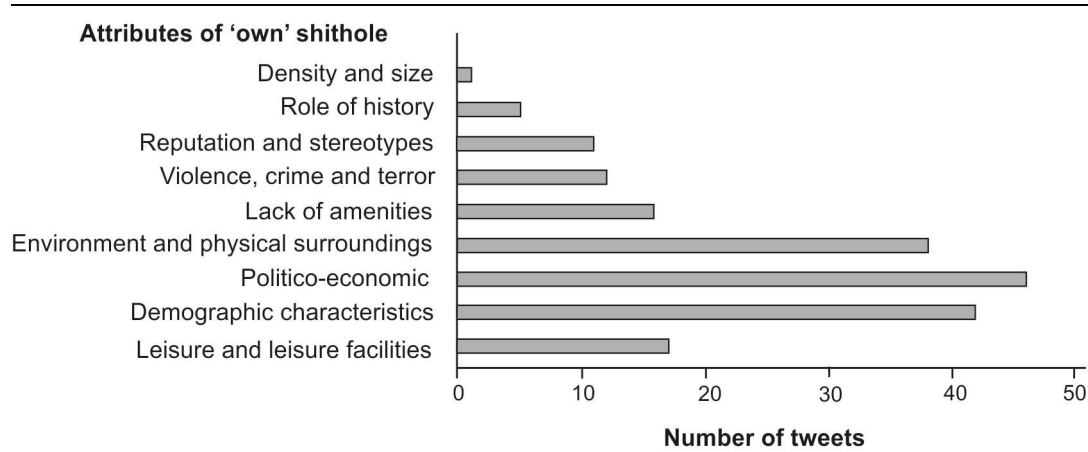 Attributes of ‘own’ shithole
Density and size
Role of history
Reputation and stereotypes
Violence, crime and terror
Lack of amenities
Environment and physical surroundings
Politico-economic
Demographic characteristics
Leisure and leisure facilities
0 10 20 30 40 50
Number of tweets